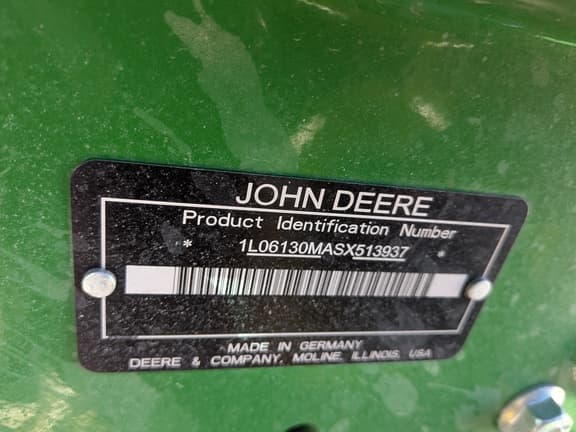 JOHN DEERE
Product Identification Number
* 1L06130MASX513937 *
MADE IN GERMANY
DEERE & COMPANY, MOLINE, ILLINOIS, USA